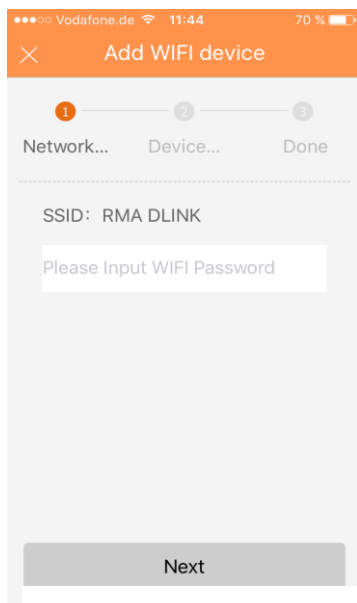 Vodafone.de 11:44 70 %
Add WIFI device
1 2 3
Network... Device... Done
SSID: RMA DLINK
Please Input WIFI Password
Next